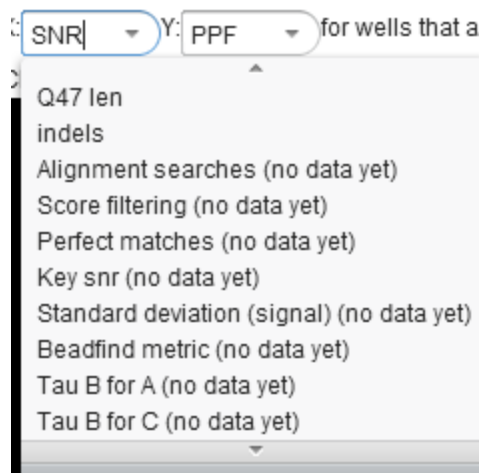 SNR Y: PPF for wells that a
Q47 len
indels
Alignment searches (no data yet)
Score filtering (no data yet)
Perfect matches (no data yet)
Key snr (no data yet)
Standard deviation (signal) (no data yet)
Beadfind metric (no data yet)
Tau B for A (no data yet)
Tau B for C (no data yet)